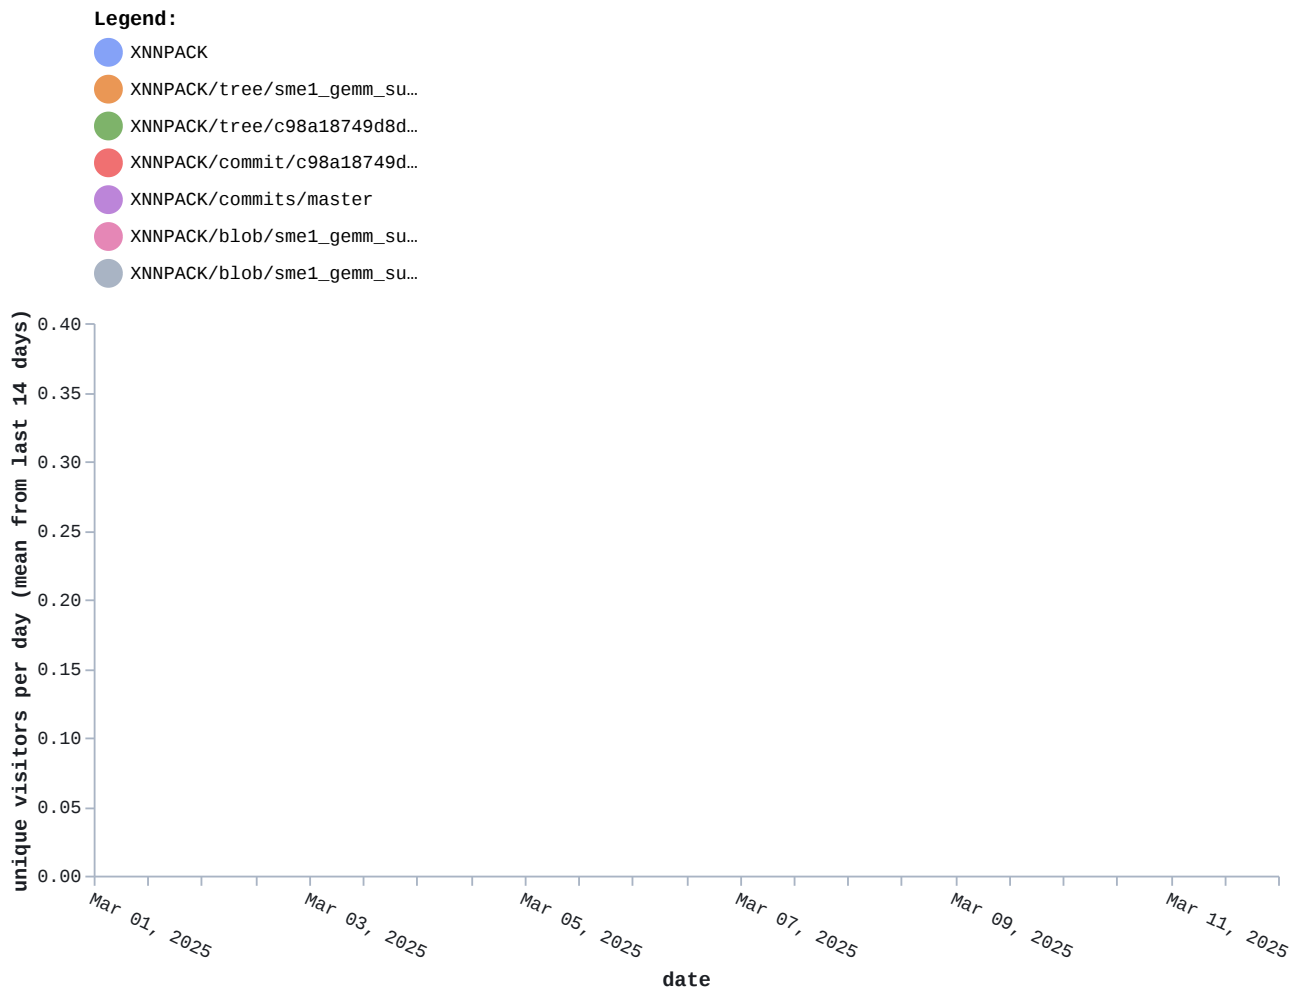 Legend:
XNNPACK
XNNPACK/tree/sme1_gemm_su…
XNNPACK/tree/c98a18749d8d…
XNNPACK/commit/c98a18749d…
XNNPACK/commits/master
XNNPACK/blob/sme1_gemm_su…
XNNPACK/blob/sme1_gemm_su…
unique visitors per day (mean from last 14 days)
0.40
0.35
0.30
0.25
0.20
0.15
0.10
0.05
0.00
Mar 01, 2025
Mar 03, 2025
Mar 05, 2025
Mar 07, 2025
Mar 09, 2025
Mar 11, 2025
date